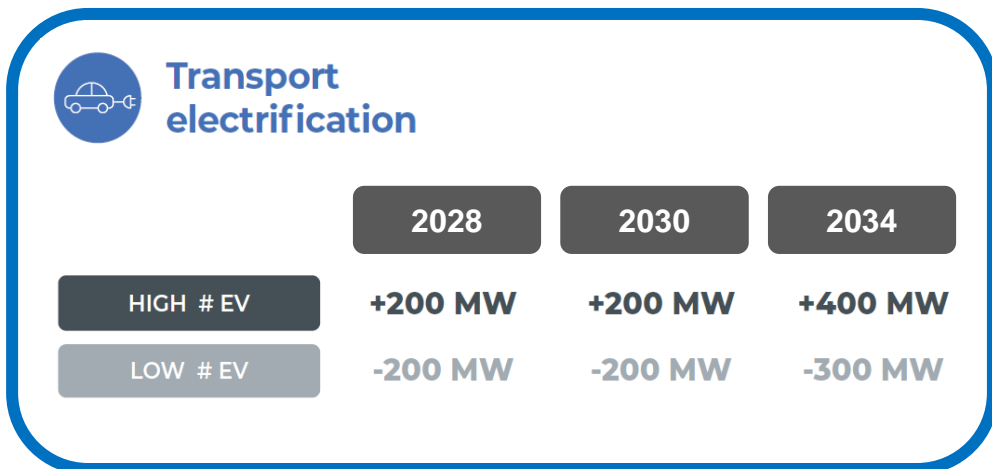 Transport
electrification
2028 2030 2034
HIGH # EV +200 MW +200 MW +400 MW
LOW # EV -200 MW -200 MW -300 MW